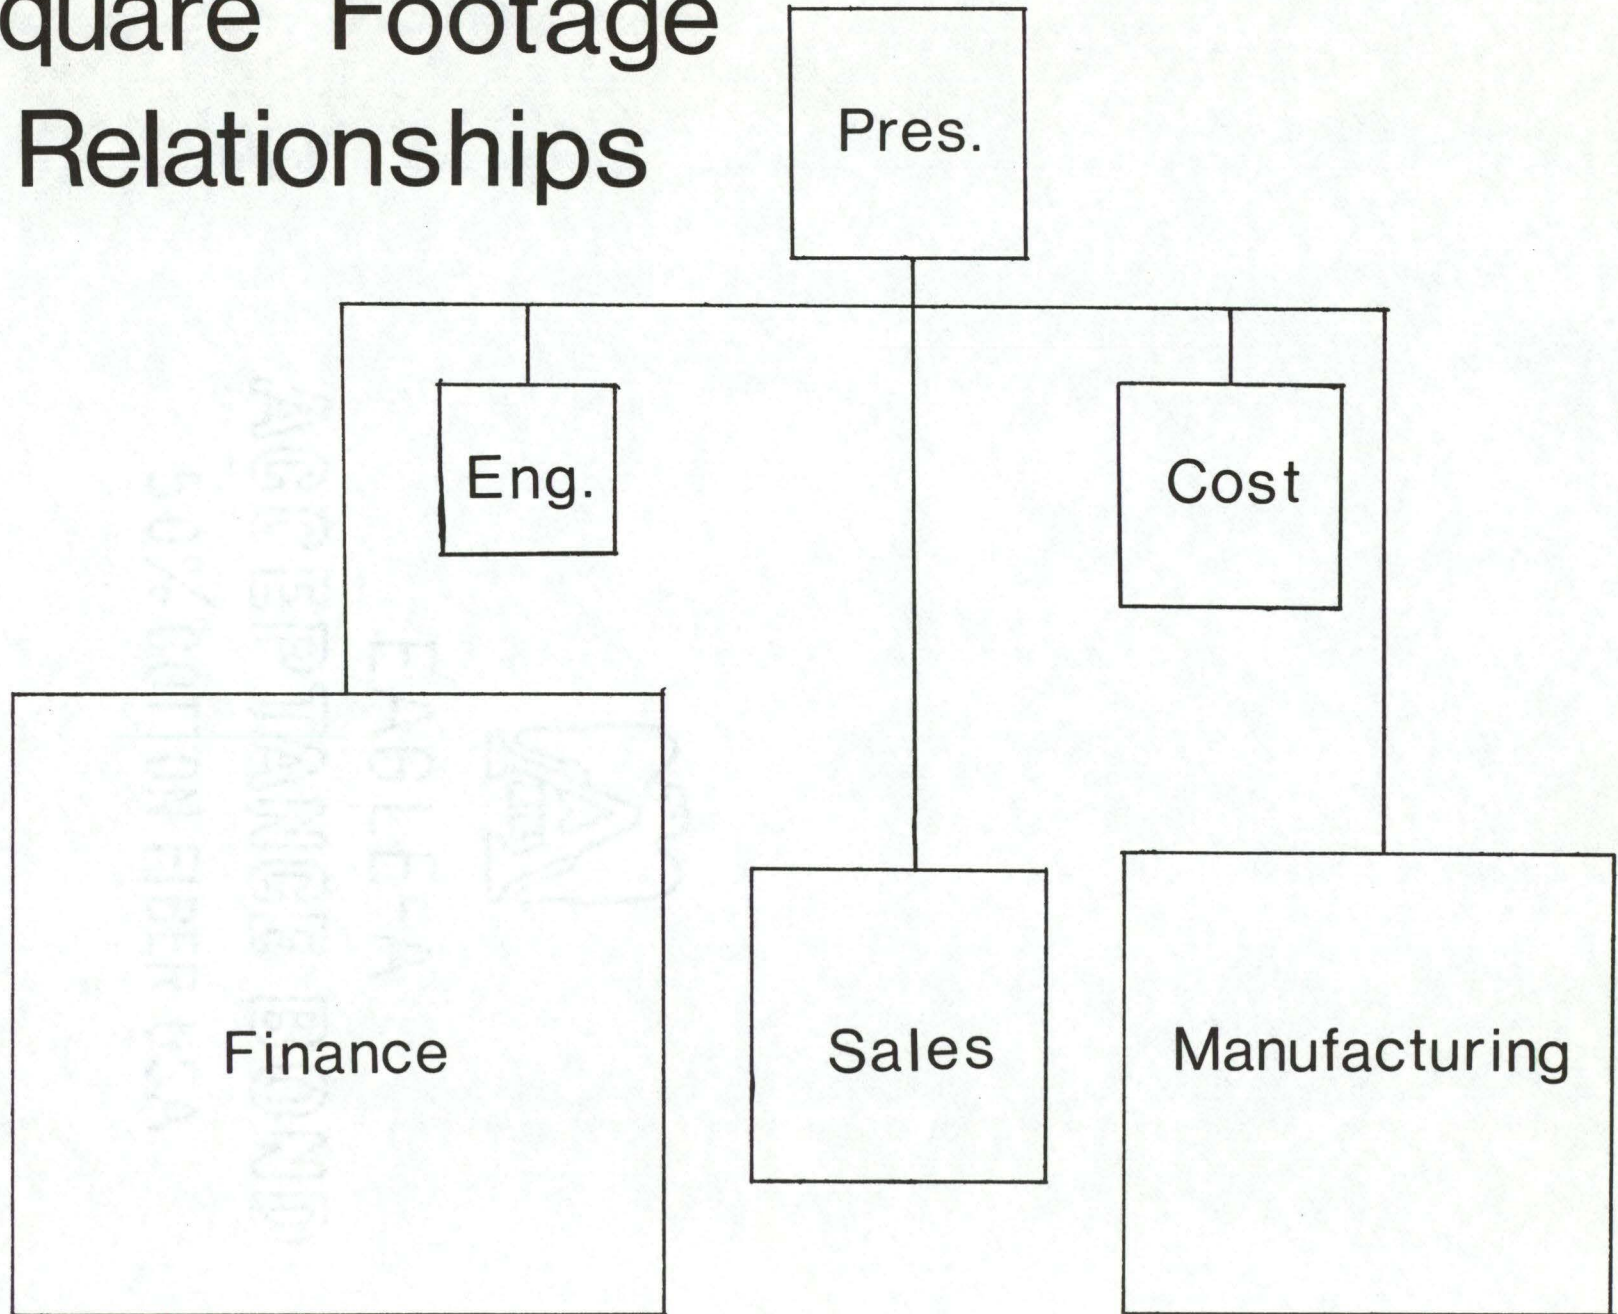 quare Footage
Relationships
Pres.
Eng.
Cost
Finance
Sales
Manufacturing